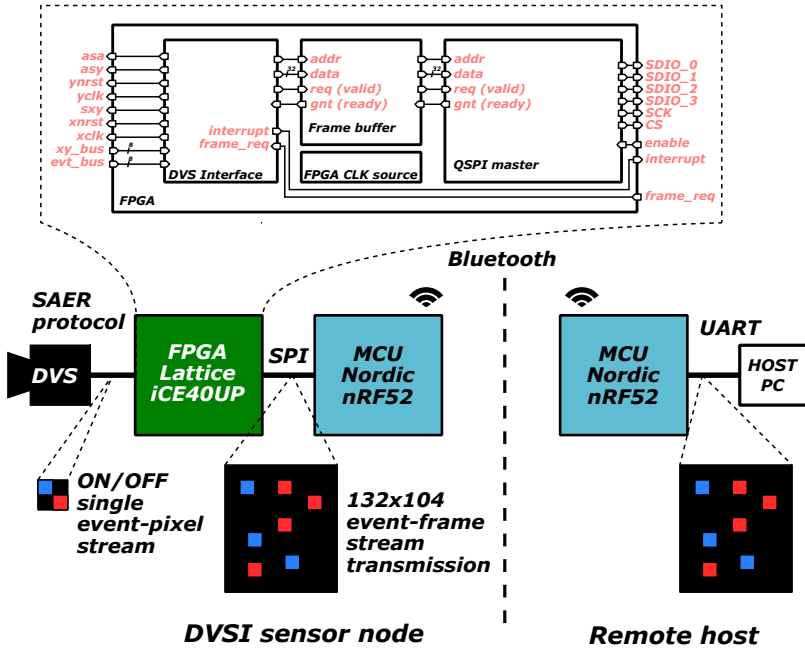 asa
asy
ynrst
yclk
sxy
xnrst
xclk
xy_bus
evt_bus
8
8
interrupt
frame_req
DVS Interface
FPGA
32
addr
data
req (valid)
gnt (ready)
Frame buffer
FPGA CLK source
32
addr
data
req (valid)
gnt (ready)
QSPI master
SDIO_0
SDIO_1
SDIO_2
SDIO_3
SCK
CS
enable
interrupt
frame_req
Bluetooth
SAER
protocol
DVS
FPGA
Lattice
iCE40UP
SPI
MCU
Nordic
nRF52
MCU
Nordic
nRF52
UART
HOST
PC
ON/OFF
single
event-pixel
stream
132x104
event-frame
stream
transmission
DVSI sensor node
Remote host